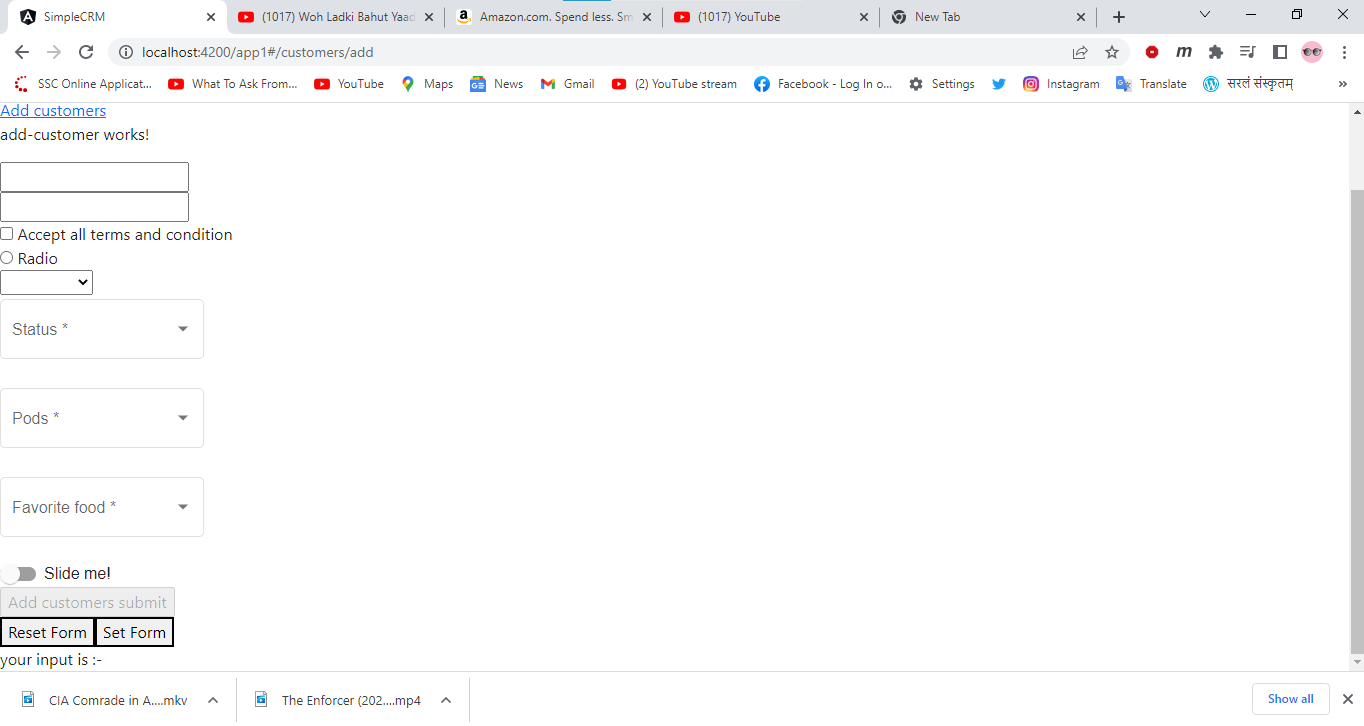 SimpleCRM
(1017) Woh Ladki Bahut Yaad
Amazon.com. Spend less. Sm
(1017) YouTube
New Tab
localhost:4200/app1#/customers/add
SSC Online Applicat...
What To Ask From...
YouTube
Maps
News
Gmail
(2) YouTube stream
Facebook - Log In o...
Settings
Instagram
Translate
सरलं संस्कृतम्
»
Add customers
add-customer works!
Accept all terms and condition
Radio
Status *
Pods *
Favorite food *
Slide me!
Add customers submit
Reset Form
Set Form
your input is :-
CIA Comrade in A....mkv
The Enforcer (202....mp4
Show all